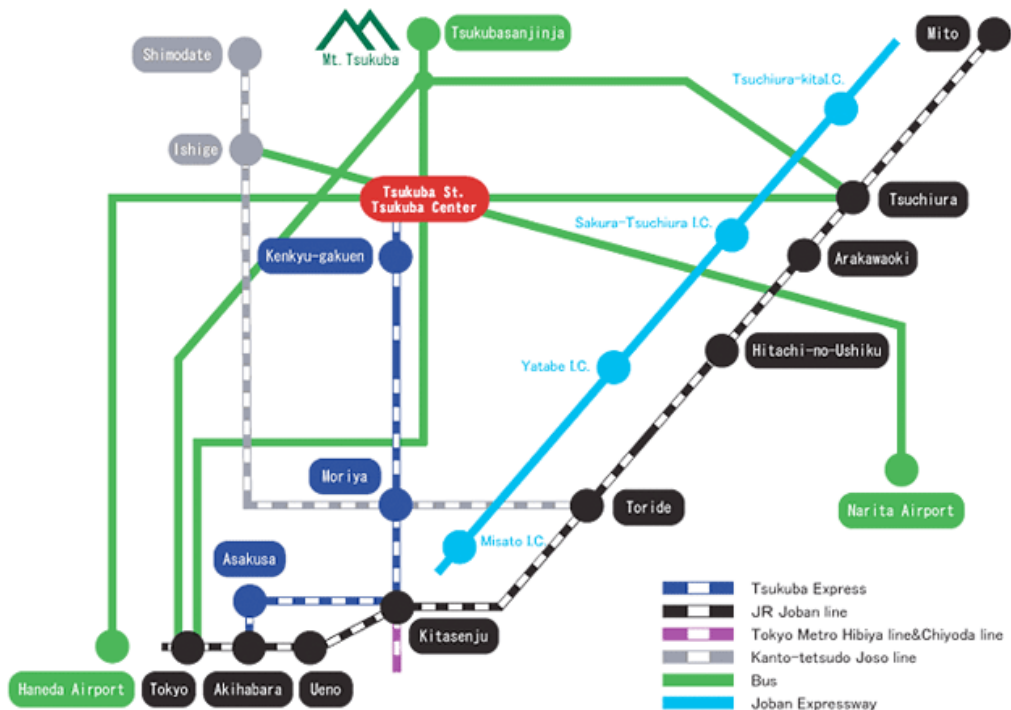 Tsukubasanjinja
Mito
Shimodate
Mt. Tsukuba
Tsuchiura-kitaI.C.
Ishige
Tsukuba St.
Tsukuba Center
Tsuchiura
Sakura-Tsuchiura I.C.
Kenkyu-gakuen
Arakawaoki
Hitachi-no-Ushiku
Yatabe I.C.
Moriya
Toride
Narita Airport
Misato I.C.
Asakusa
Tsukuba Express
JR Joban line
Kitasenju
Tokyo Metro Hibiya line&Chiyoda line
Kanto-tetsudo Joso line
Bus
Haneda Airport
Tokyo
Akihabara
Ueno
Joban Expressway